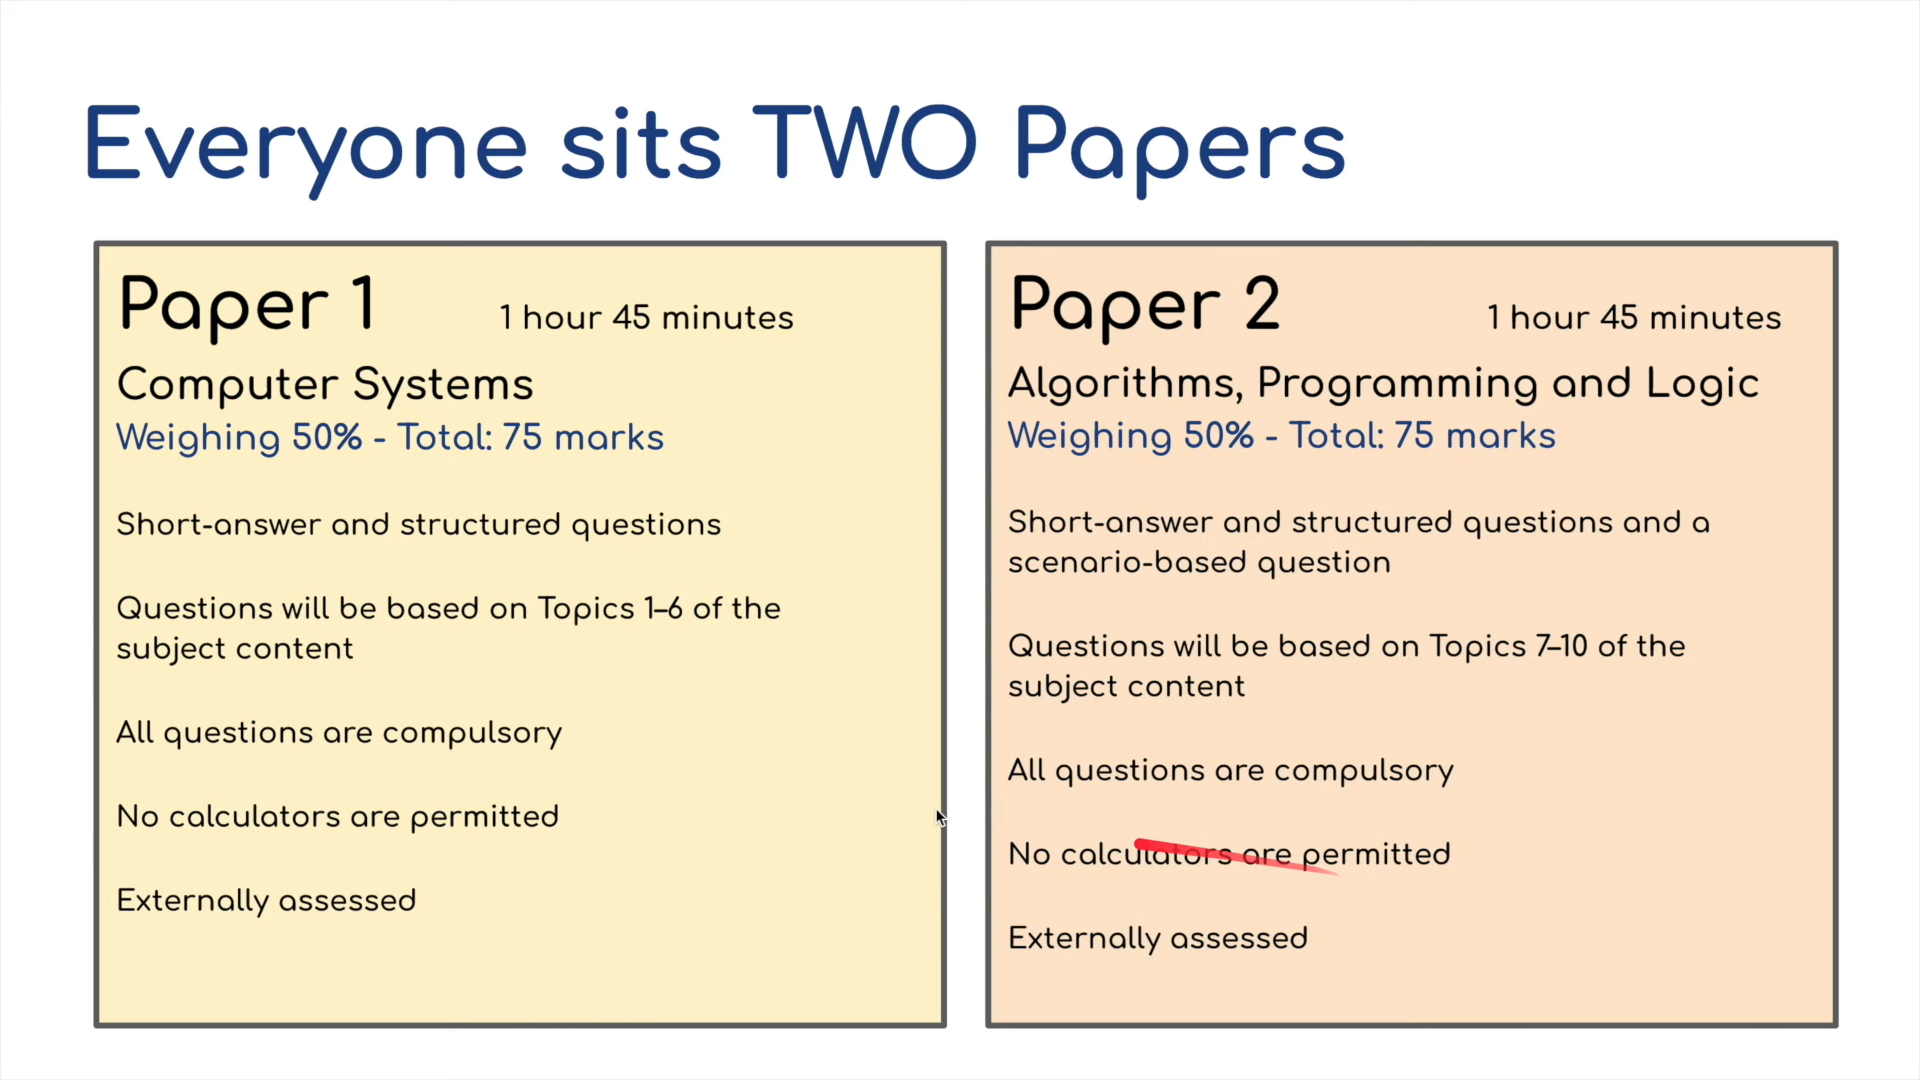 Everyone sits TWO Papers
Paper 1 1 hour 45 minutes
Computer Systems
Weighing 50% - Total: 75 marks
Short-answer and structured questions
Questions will be based on Topics 1–6 of the
subject content
All questions are compulsory
No calculators are permitted
Externally assessed
Paper 2 1 hour 45 minutes
Algorithms, Programming and Logic
Weighing 50% - Total: 75 marks
Short-answer and structured questions and a
scenario-based question
Questions will be based on Topics 7–10 of the
subject content
All questions are compulsory
No calculators are permitted
Externally assessed